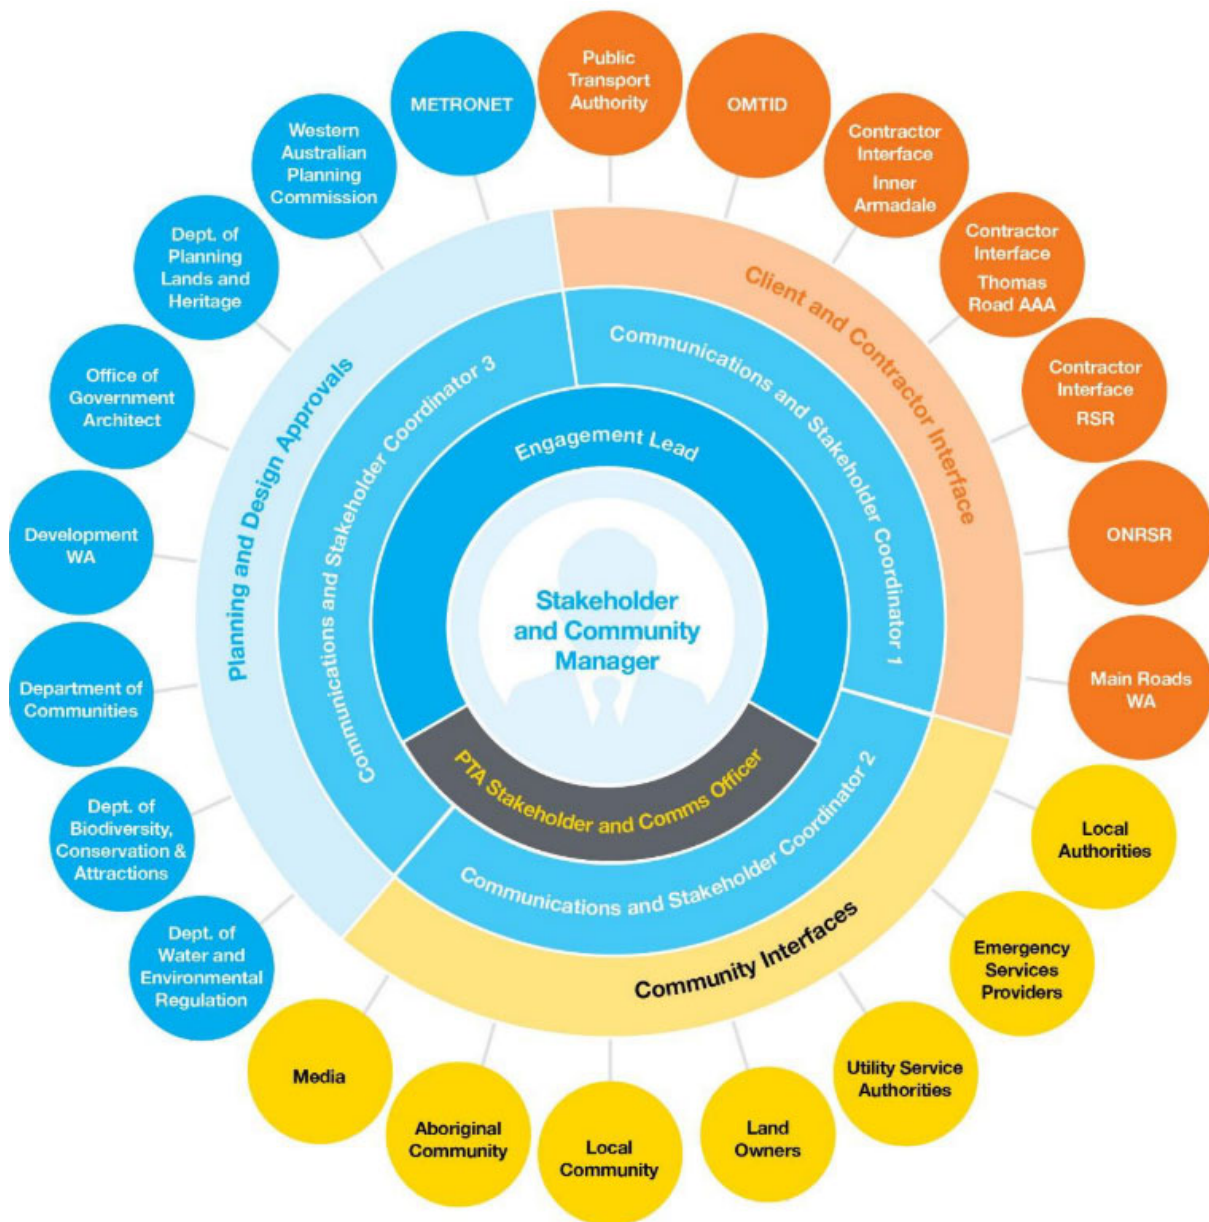 Public
Transport
Authority
OMTID
Contractor
Interface
Inner
Armadale
Contractor
Interface
Thomas
Road AAA
Contractor
Interface
RSR
ONRSR
Main Roads
WA
Local
Authorities
Emergency
Services
Providers
Utility Service
Authorities
Land
Owners
Local
Community
Aboriginal
Community
Media
Dept. of
Water and
Environmental
Regulation
Dept. of
Biodiversity,
Conservation &
Attractions
Department of
Communities
Development
WA
Office of
Government
Architect
Dept. of
Planning
Lands and
Heritage
Western
Australian
Planning
Commission
METRONET
Client and Contractor Interface
Community Interfaces
Planning and Design Approvals
Communications and Stakeholder Coordinator 1
Communications and Stakeholder Coordinator 2
Communications and Stakeholder Coordinator 3
Engagement Lead
PTA Stakeholder and Comms Officer
Stakeholder
and Community
Manager